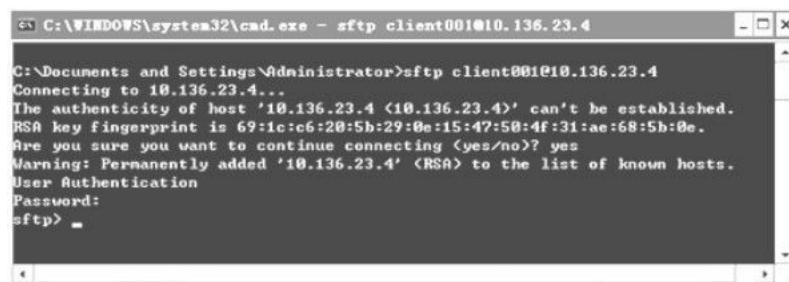 C:\WINDOWS\system32\cmd.exe - sftp client001@10.136.23.4
C:\Documents and Settings\Administrator>sftp client001@10.136.23.4
Connecting to 10.136.23.4...
The authenticity of host '10.136.23.4 (10.136.23.4)' can't be established.
RSA key fingerprint is 69:1c:c6:20:5b:29:0e:15:47:50:4f:31:ae:68:5b:0e.
Are you sure you want to continue connecting (yes/no)? yes
Warning: Permanently added '10.136.23.4' (RSA) to the list of known hosts.
User Authentication
Password:
sftp> _